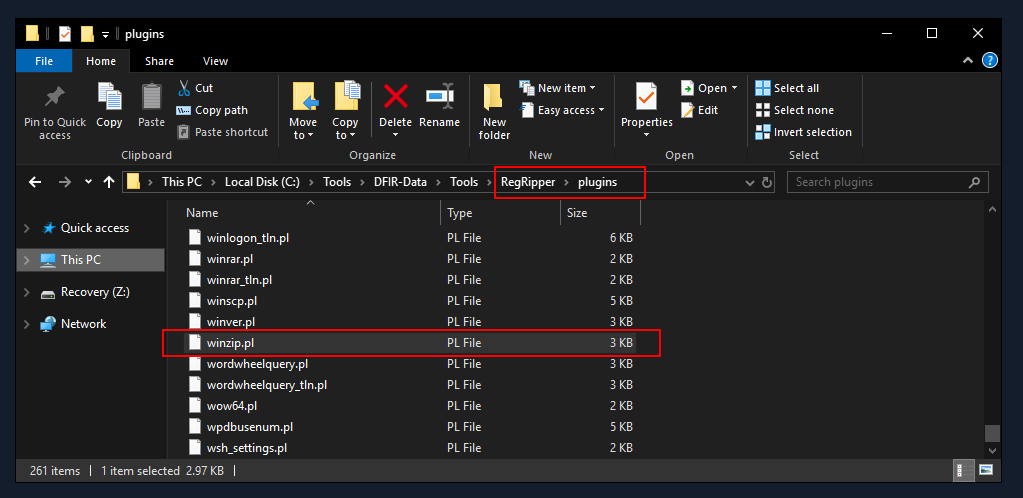 plugins
File Home Share View
Pin to Quick access
Copy
Paste
Cut
Copy path
Paste shortcut
Clipboard
Move to
Copy to
Delete
Rename
Organize
New folder
New item
Easy access
New
Properties
Open
Edit
Open
Select all
Select none
Invert selection
Select
This PC Local Disk (C:) Tools DFIR-Data Tools RegRipper plugins
Search plugins
Quick access
This PC
Recovery (Z:)
Network
Name Type Size
winlogon_tln.pl PL File 6 KB
winrar.pl PL File 2 KB
winrar_tln.pl PL File 2 KB
winscp.pl PL File 5 KB
winver.pl PL File 3 KB
winzip.pl PL File 3 KB
wordwheelquery.pl PL File 3 KB
wordwheelquery_tln.pl PL File 3 KB
wow64.pl PL File 2 KB
wpdbusenum.pl PL File 5 KB
wsh_settings.pl PL File 2 KB
261 items 1 item selected 2.97 KB